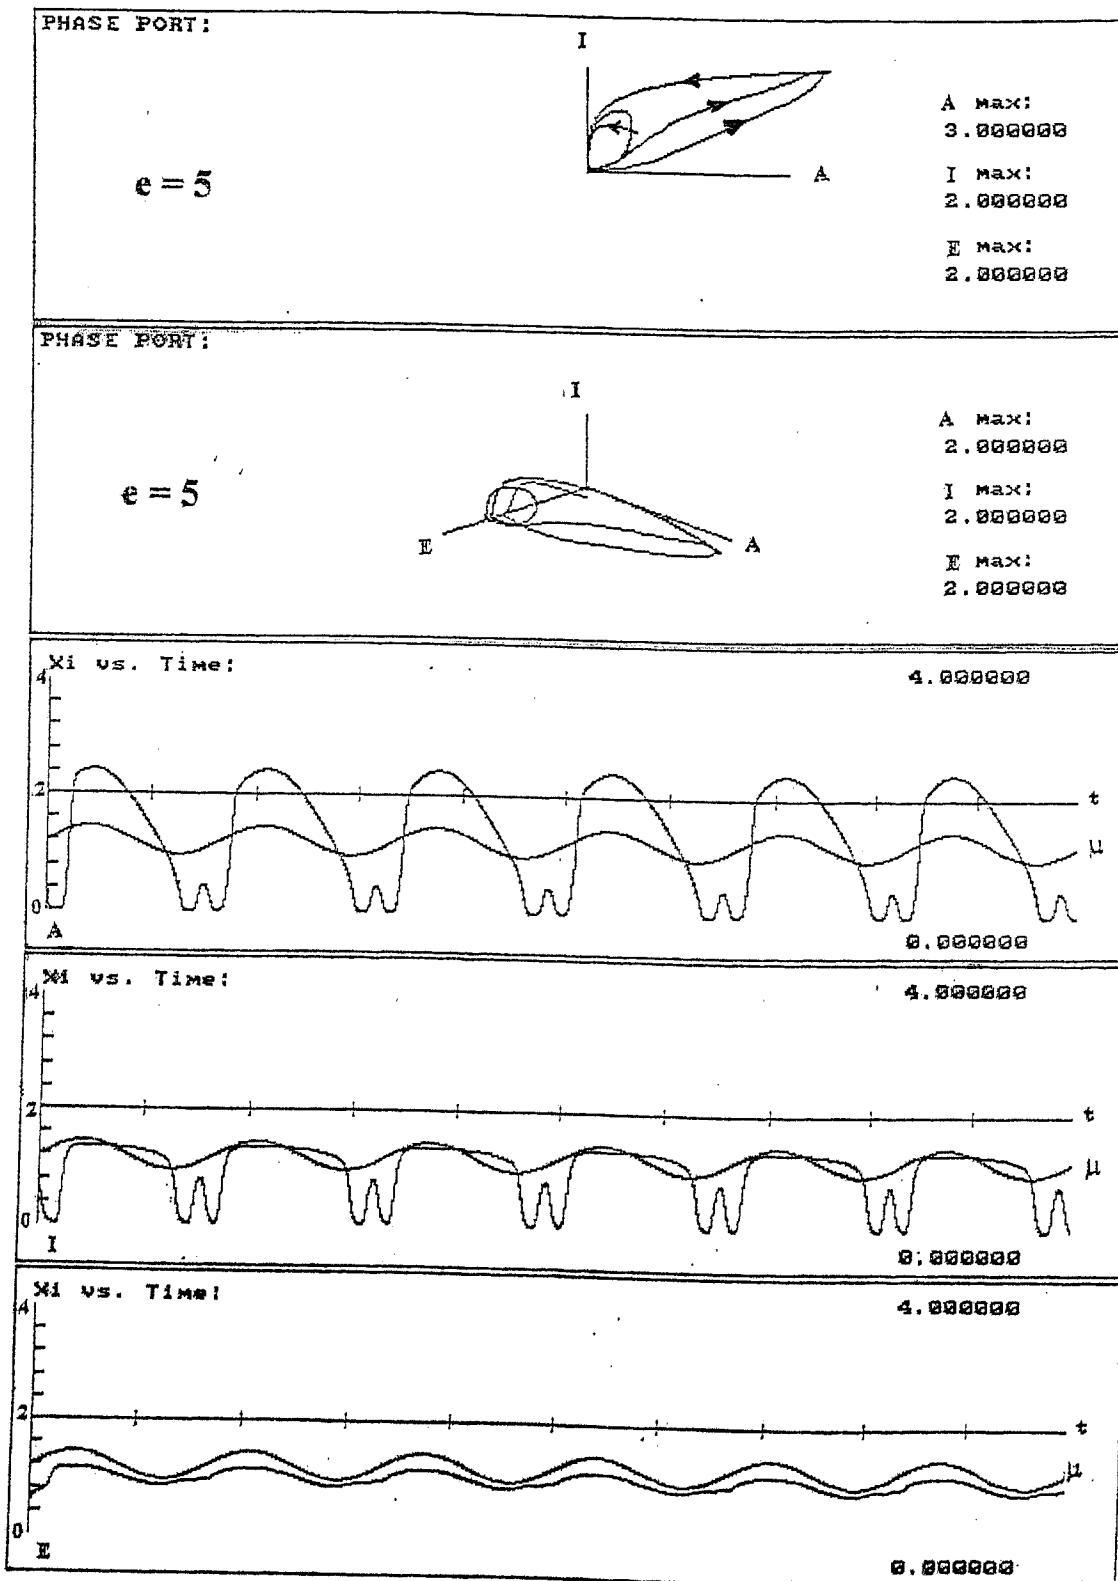 PHASE PORT:
I
A max:
3.000000
A
I max:
2.000000
e = 5
E max:
2.000000
PHASE PORT:
I
A max:
2.000000
e = 5
I max:
2.000000
E
A
E max:
2.000000
Xi vs. Time:
4.000000
4
2
t
μ
0
A
0.000000
Xi vs. Time:
4.000000
4
2
t
μ
0
I
0.000000
Xi vs. Time:
4.000000
4
2
t
μ
0
E
0.000000